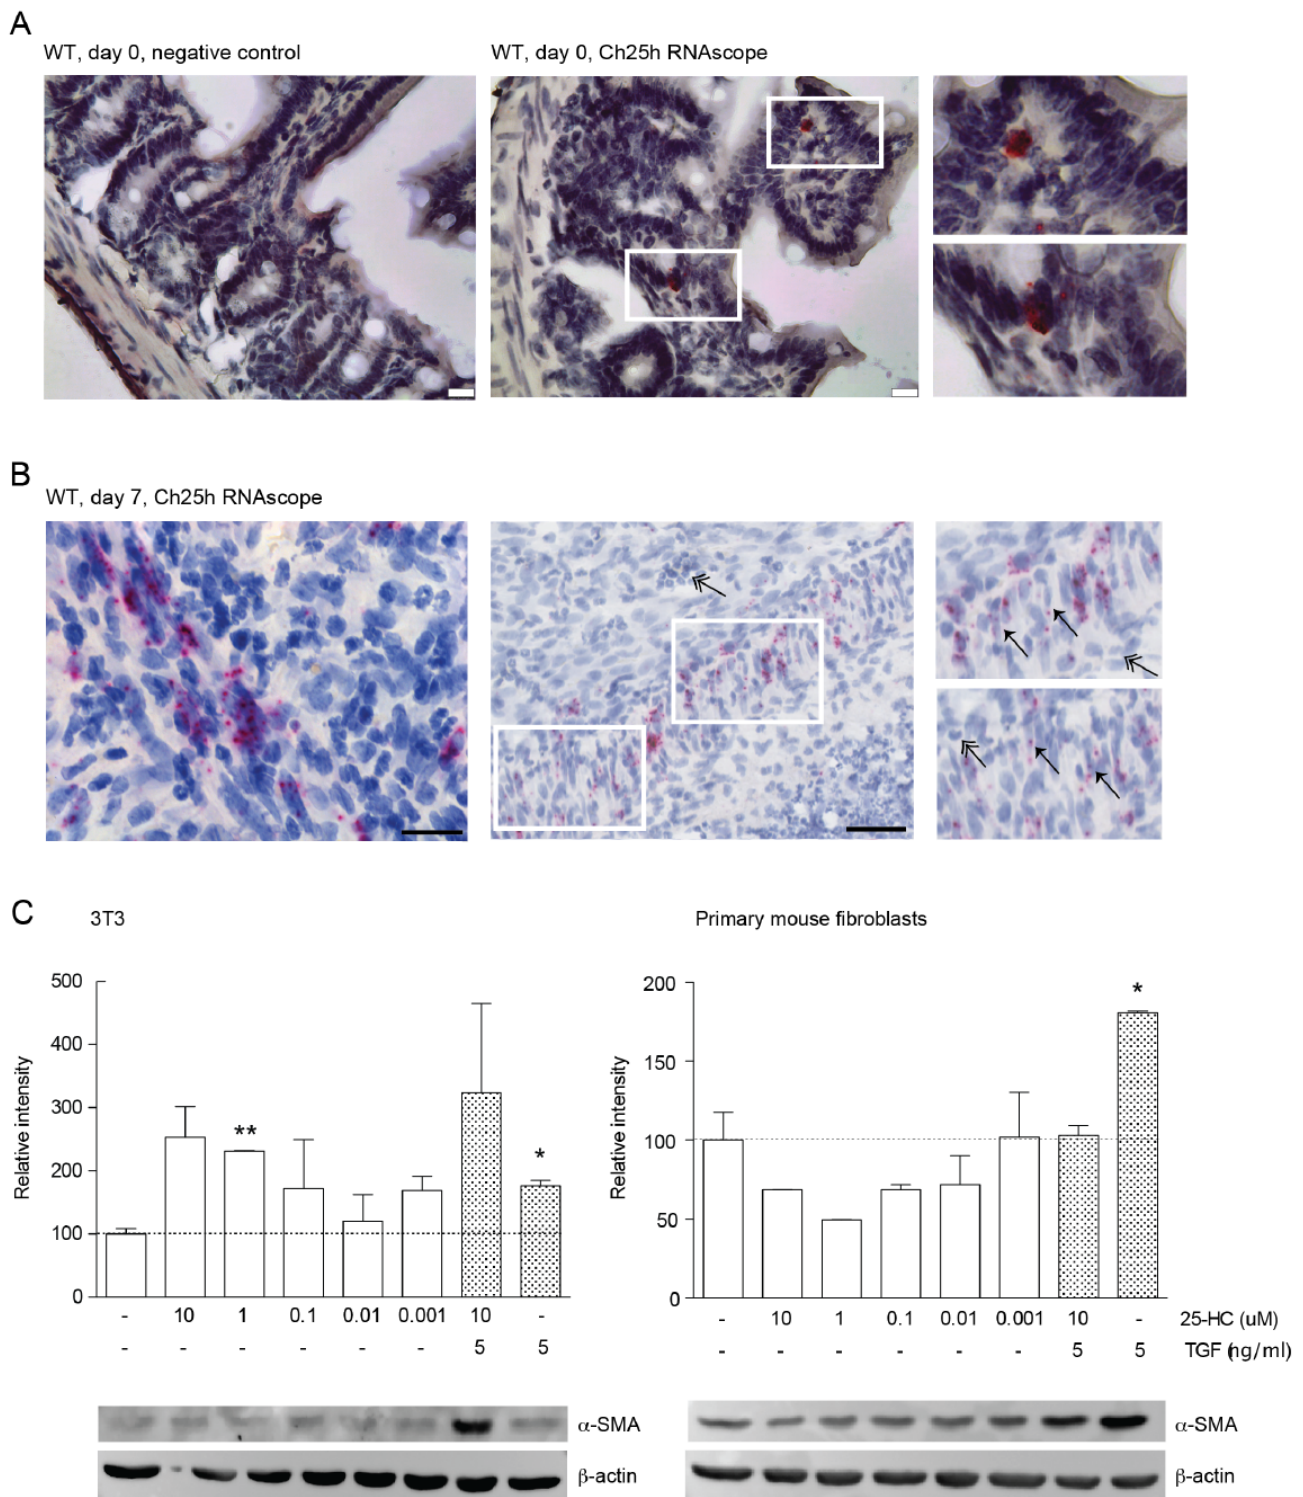 A
WT, day 0, negative control
WT, day 0, Ch25h RNAscope
B
WT, day 7, Ch25h RNAscope
C
3T3
Primary mouse fibroblasts
Relative intensity
500
400
300
200
100
0
**
*
- 10 1 0.1 0.01 0.001 10 -
- - - - - - 5 5
Relative intensity
200
150
100
50
0
*
- 10 1 0.1 0.01 0.001 10 - 25-HC (uM)
- - - - - - 5 5 TGF (ng/ml)
α-SMA
β-actin
α-SMA
β-actin